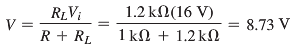 V = R_L V_i / (R + R_L) = 1.2 kΩ(16 V) / (1 kΩ + 1.2 kΩ) = 8.73 V